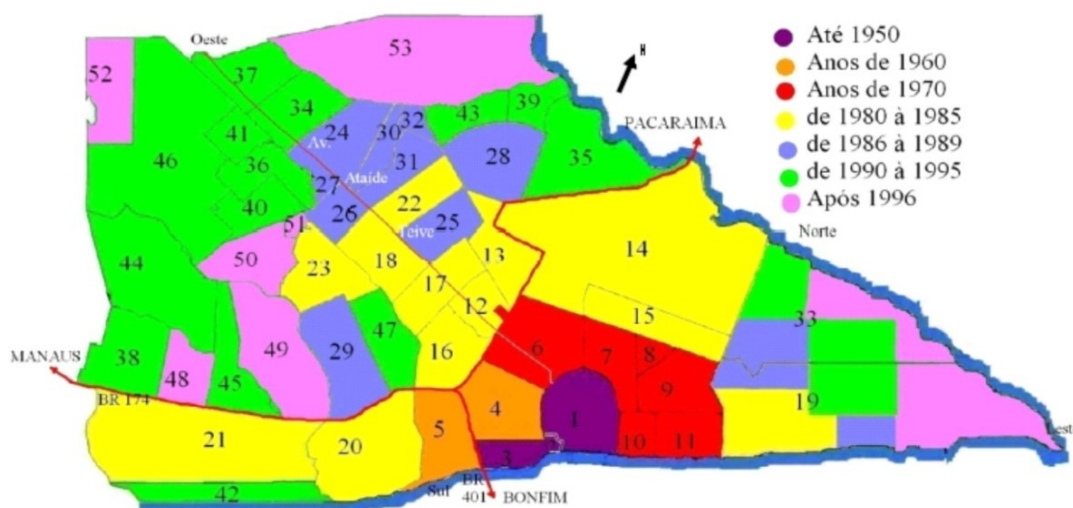 Oeste
53
52
37
34
24
30
32
43
39
N
PACARAIMA
Até 1950
Anos de 1960
Anos de 1970
de 1980 à 1985
de 1986 à 1989
de 1990 à 1995
Após 1996
Norte
41
46
36
Av.
31
28
35
27
Ataíde
40
26
22
51
25
Teive
14
44
50
23
18
13
17
12
15
33
47
16
6
7
8
MANAUS
38
48
45
49
29
9
BR 174
4
1
19
21
20
5
3
10
11
Leste
42
Sul
BR
401
BONFIM